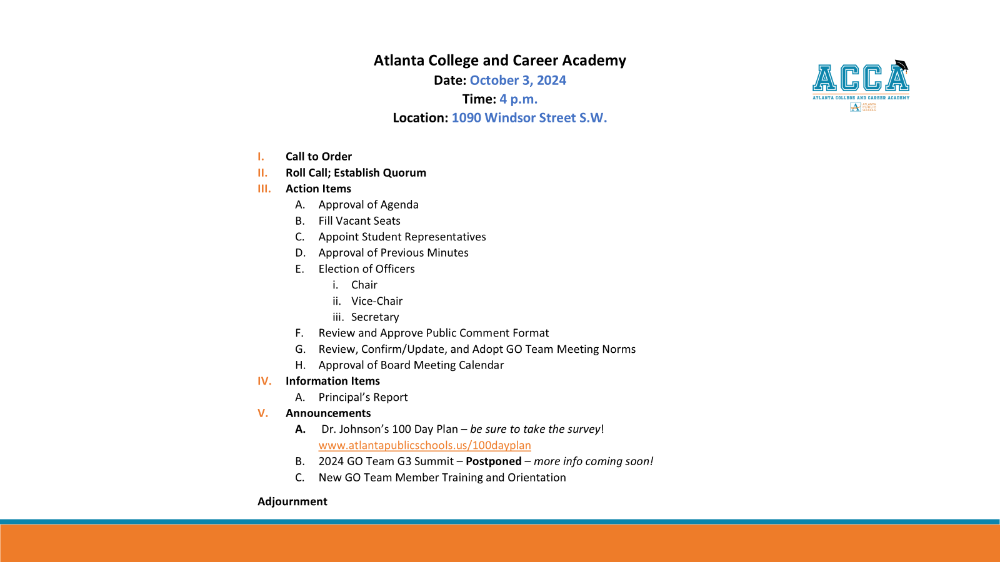 Atlanta College and Career Academy
Date: October 3, 2024
Time: 4 p.m.
Location: 1090 Windsor Street S.W.
ACCA
ATLANTA COLLEGE AND CAREER ACADEMY
A
ATLANTA
PUBLIC
SCHOOLS
I. Call to Order
II. Roll Call; Establish Quorum
III. Action Items
A. Approval of Agenda
B. Fill Vacant Seats
C. Appoint Student Representatives
D. Approval of Previous Minutes
E. Election of Officers
i. Chair
ii. Vice-Chair
iii. Secretary
F. Review and Approve Public Comment Format
G. Review, Confirm/Update, and Adopt GO Team Meeting Norms
H. Approval of Board Meeting Calendar
IV. Information Items
A. Principal’s Report
V. Announcements
A. Dr. Johnson’s 100 Day Plan – be sure to take the survey!
www.atlantapublicschools.us/100dayplan
B. 2024 GO Team G3 Summit – Postponed – more info coming soon!
C. New GO Team Member Training and Orientation
Adjournment